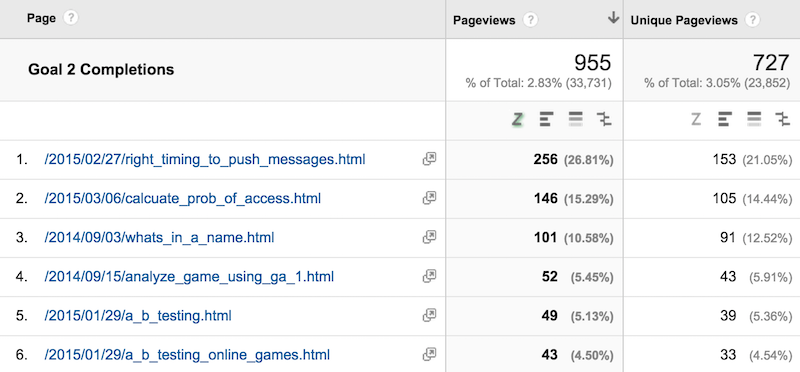 Page ? Pageviews ? Unique Pageviews ?
Goal 2 Completions 955 727
% of Total: 2.83% (33,731) % of Total: 3.05% (23,852)
1. /2015/02/27/right_timing_to_push_messages.html 256 (26.81%) 153 (21.05%)
2. /2015/03/06/calcuate_prob_of_access.html 146 (15.29%) 105 (14.44%)
3. /2014/09/03/whats_in_a_name.html 101 (10.58%) 91 (12.52%)
4. /2014/09/15/analyze_game_using_ga_1.html 52 (5.45%) 43 (5.91%)
5. /2015/01/29/a_b_testing.html 49 (5.13%) 39 (5.36%)
6. /2015/01/29/a_b_testing_online_games.html 43 (4.50%) 33 (4.54%)